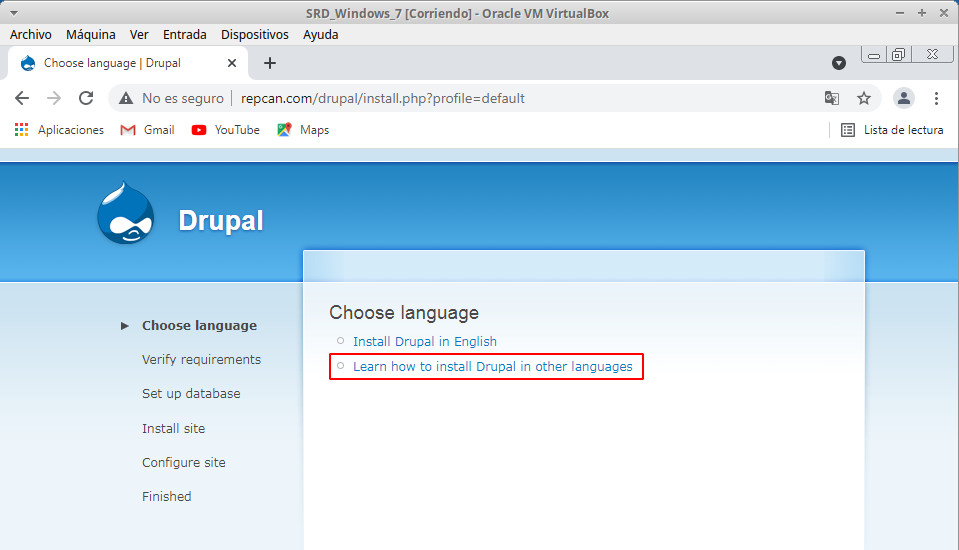 SRD_Windows_7 [Corriendo] - Oracle VM VirtualBox
Archivo Máquina Ver Entrada Dispositivos Ayuda
Choose language | Drupal
No es seguro repcan.com/drupal/install.php?profile=default
Aplicaciones Gmail YouTube Maps Lista de lectura
Drupal
Choose language
Verify requirements
Set up database
Install site
Configure site
Finished
Choose language
Install Drupal in English
Learn how to install Drupal in other languages